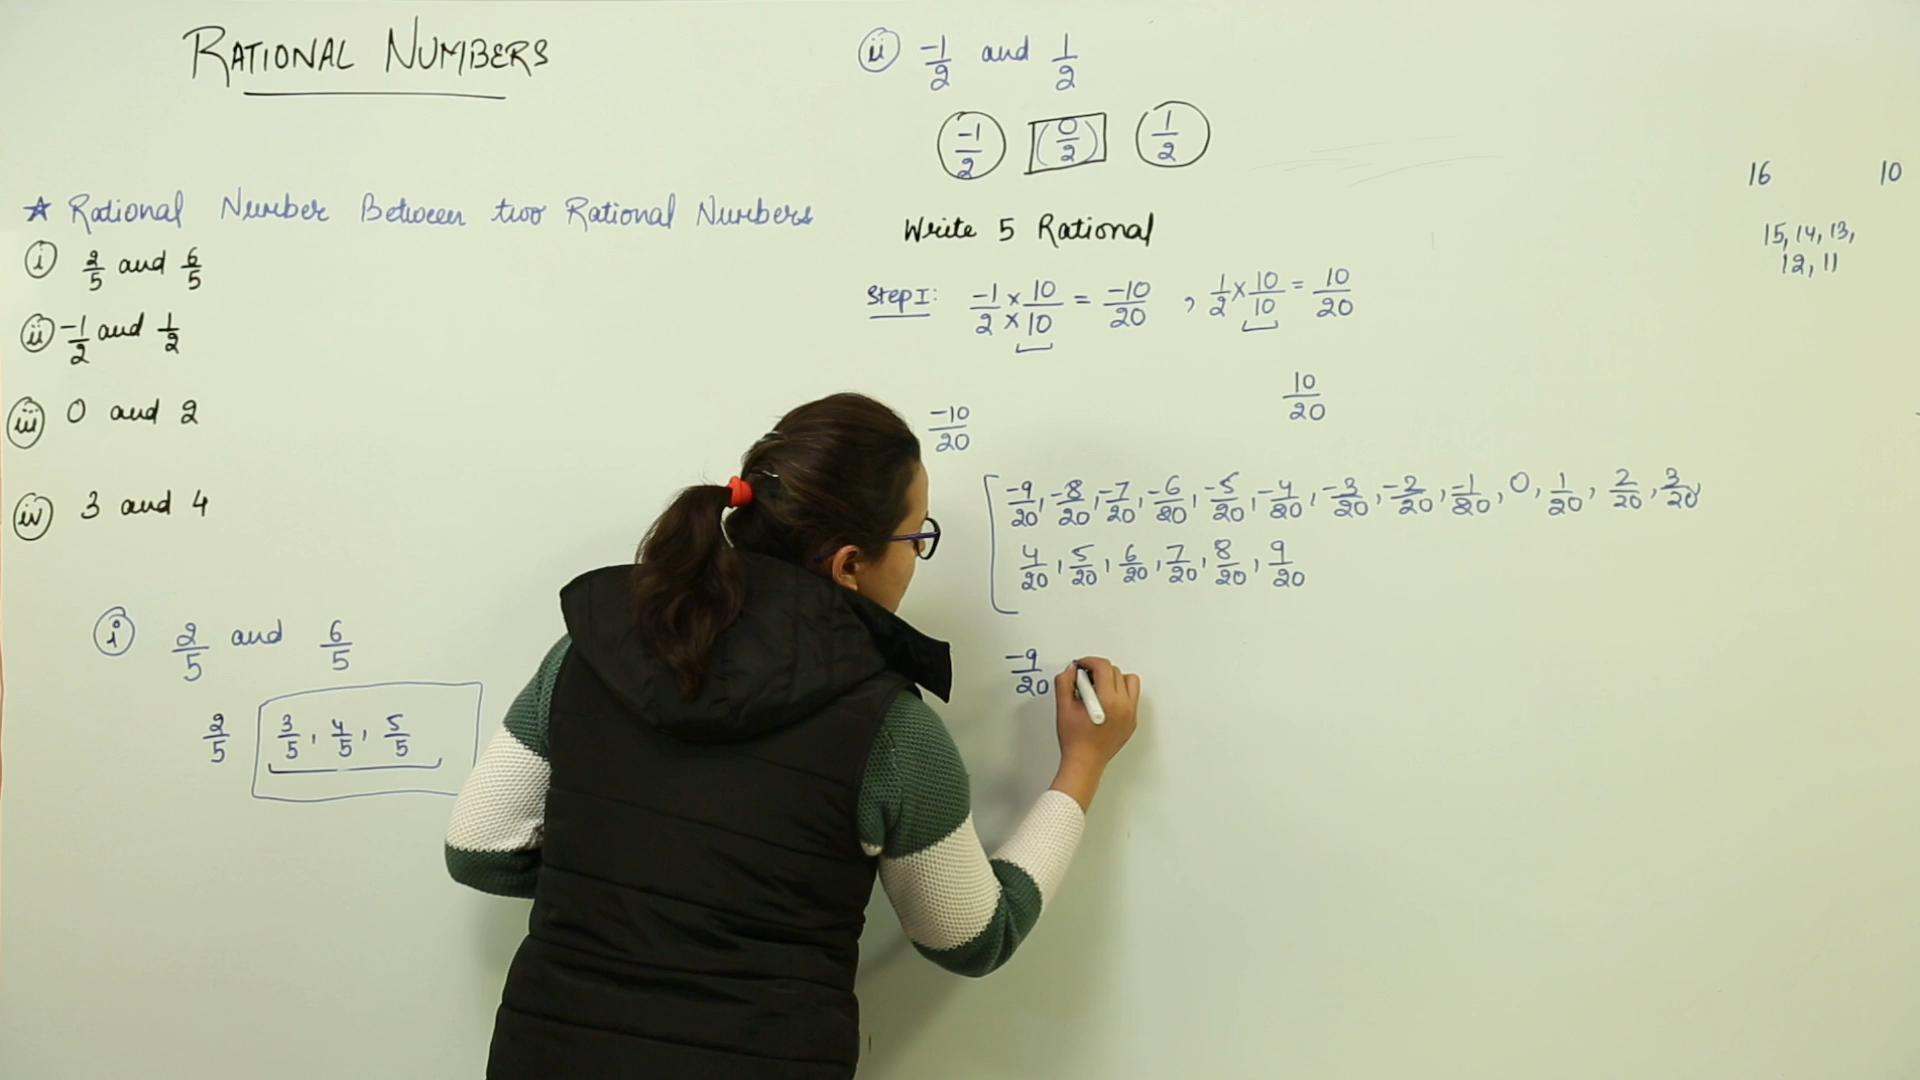 RATIONAL NUMBERS
★ Rational Number Between two Rational Numbers
(i) 2/5 and 6/5
(ii) -1/2 and 1/2
(iii) 0 and 2
(iv) 3 and 4
(i) 2/5 and 6/5
2/5 3/5, 4/5, 5/5
(ii) -1/2 and 1/2
-1/2 (0/2) 1/2
Write 5 Rational
Step I: -1/2 × 10/× 10 = -10/20 , 1/2 × 10/10 = 10/20
-10/20 10/20
-9/20, -8/20, -7/20, -6/20, -5/20, -4/20, -3/20, -2/20, -1/20, 0, 1/20, 2/20, 3/20,
4/20, 5/20, 6/20, 7/20, 8/20, 9/20
-9/20
16 10
15, 14, 13,
12, 11